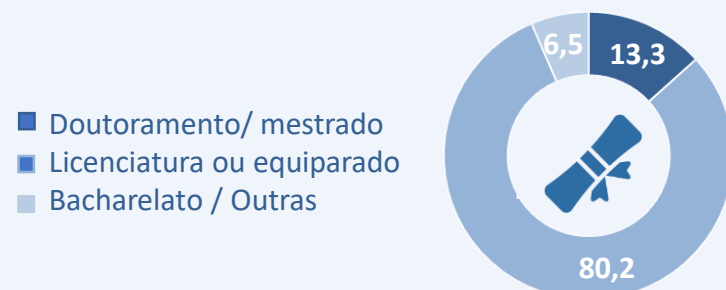 Doutoramento/ mestrado
Licenciatura ou equiparado
Bacharelato / Outras
6,5
13,3
80,2